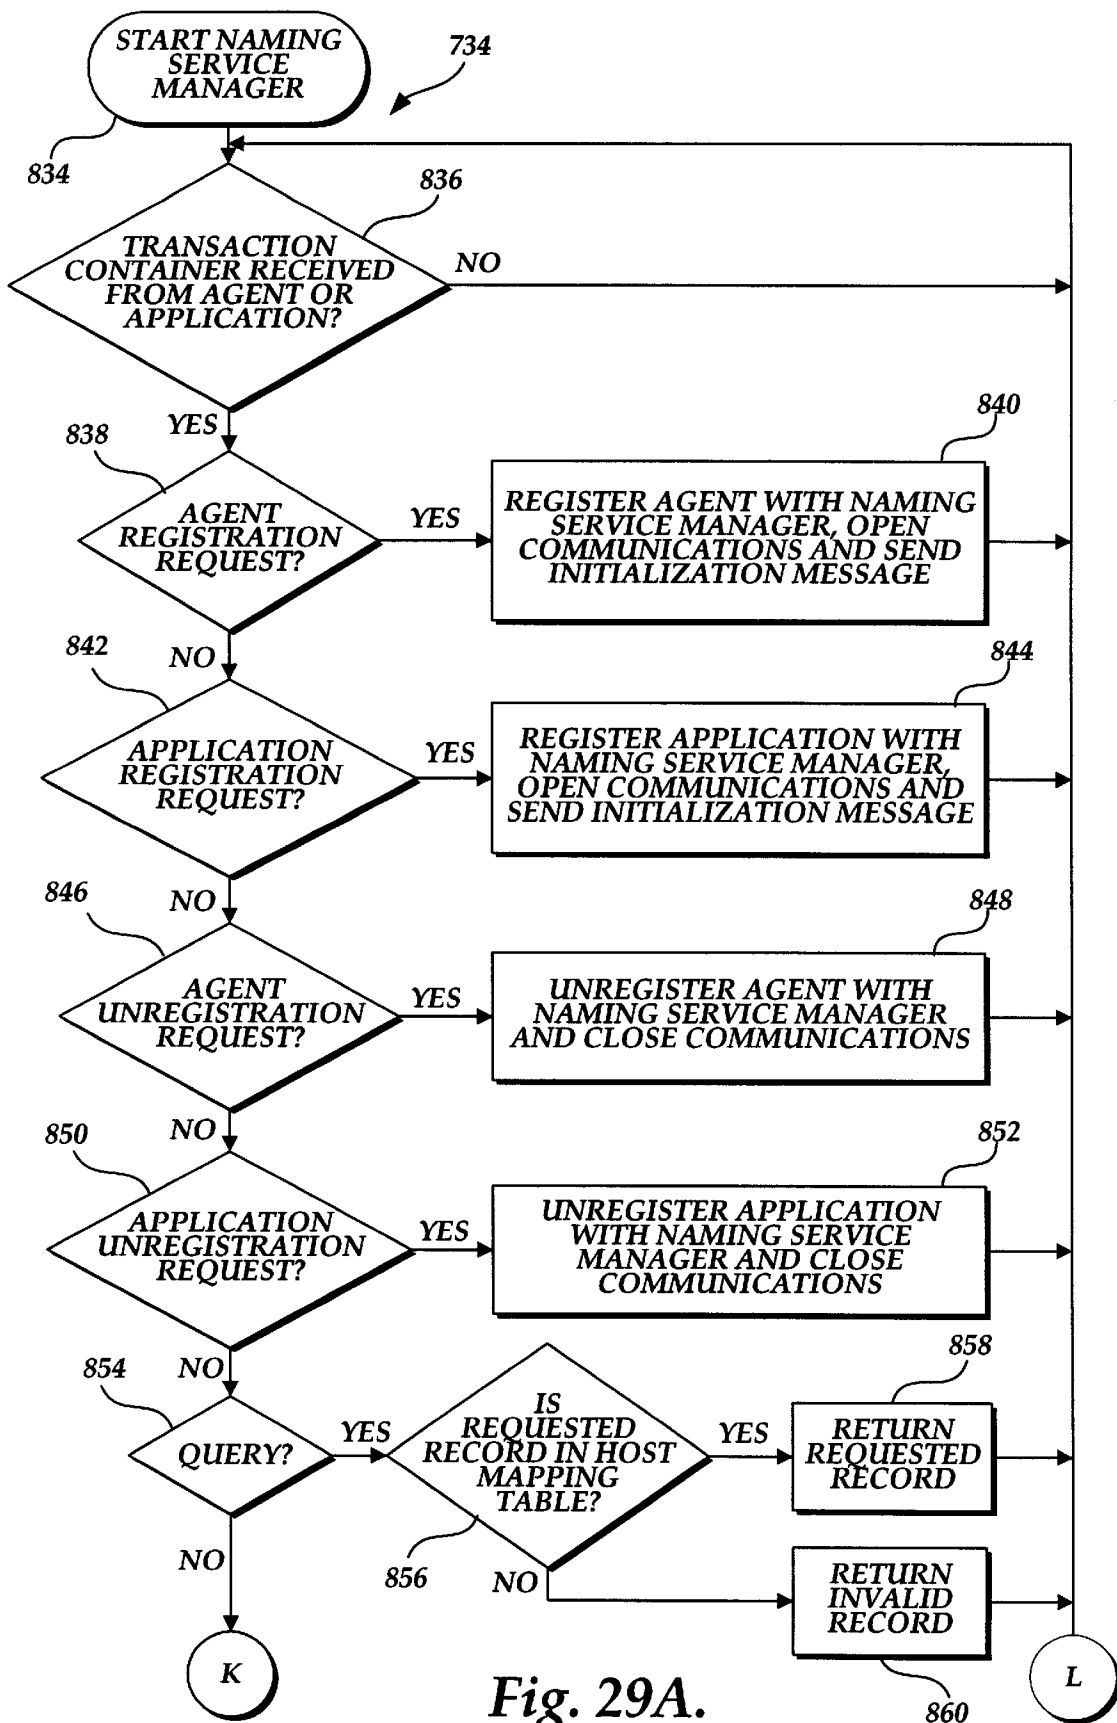 START NAMING
SERVICE
MANAGER
734
834
836
TRANSACTION
CONTAINER RECEIVED
FROM AGENT OR
APPLICATION?
NO
YES
838
840
AGENT
REGISTRATION
REQUEST?
YES
REGISTER AGENT WITH NAMING
SERVICE MANAGER, OPEN
COMMUNICATIONS AND SEND
INITIALIZATION MESSAGE
NO
842
844
APPLICATION
REGISTRATION
REQUEST?
YES
REGISTER APPLICATION WITH
NAMING SERVICE MANAGER,
OPEN COMMUNICATIONS AND
SEND INITIALIZATION MESSAGE
NO
846
848
AGENT
UNREGISTRATION
REQUEST?
YES
UNREGISTER AGENT WITH
NAMING SERVICE MANAGER
AND CLOSE COMMUNICATIONS
NO
850
852
APPLICATION
UNREGISTRATION
REQUEST?
YES
UNREGISTER APPLICATION
WITH NAMING SERVICE
MANAGER AND CLOSE
COMMUNICATIONS
NO
854
858
QUERY?
YES
IS
REQUESTED
RECORD IN HOST
MAPPING
TABLE?
YES
RETURN
REQUESTED
RECORD
856
NO
NO
RETURN
INVALID
RECORD
K
L
860
Fig. 29A.